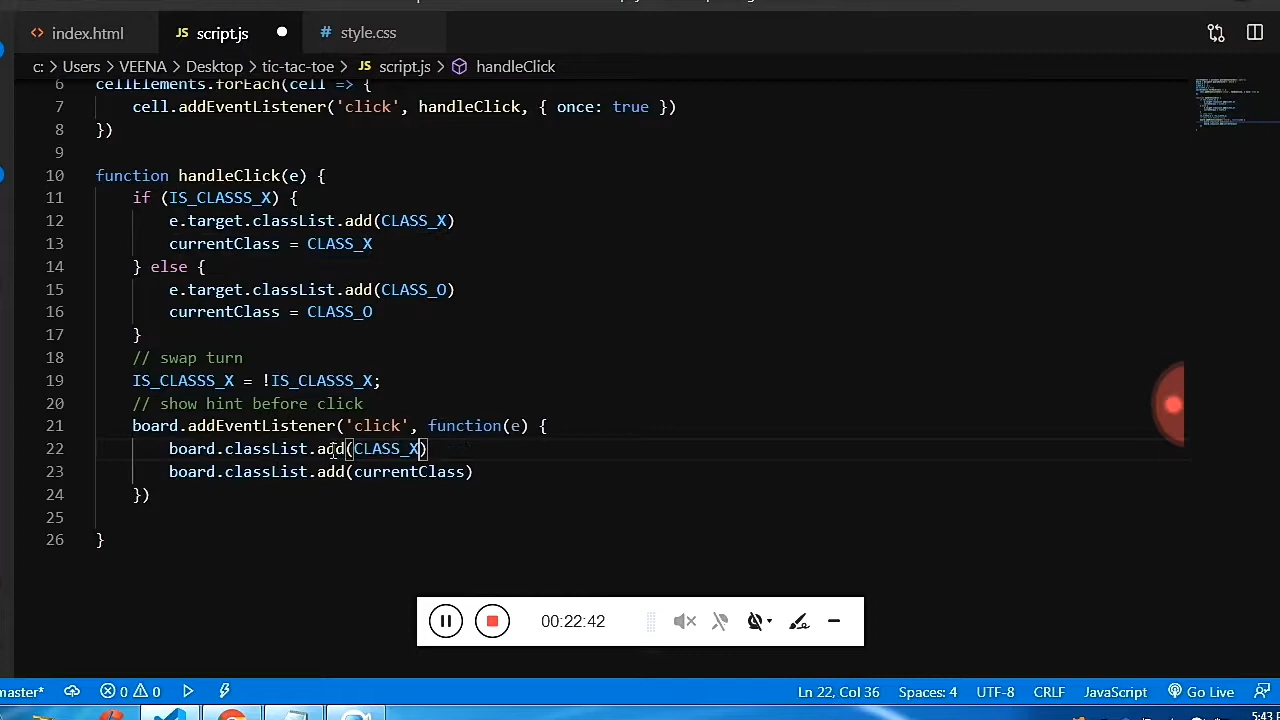 index.html
JS script.js
# style.css
c: > Users > VEENA > Desktop > tic-tac-toe > JS script.js > handleClick
6 cellElements.forEach(cell => {
7 cell.addEventListener('click', handleClick, { once: true })
8 })
9
10 function handleClick(e) {
11 if (IS_CLASSS_X) {
12 e.target.classList.add(CLASS_X)
13 currentClass = CLASS_X
14 } else {
15 e.target.classList.add(CLASS_O)
16 currentClass = CLASS_O
17 }
18 // swap turn
19 IS_CLASSS_X = !IS_CLASSS_X;
20 // show hint before click
21 board.addEventListener('click', function(e) {
22 board.classList.add(CLASS_X)
23 board.classList.add(currentClass)
24 })
25
26 }
00:22:42
master* 0 0 Ln 22, Col 36 Spaces: 4 UTF-8 CRLF JavaScript Go Live
5:43